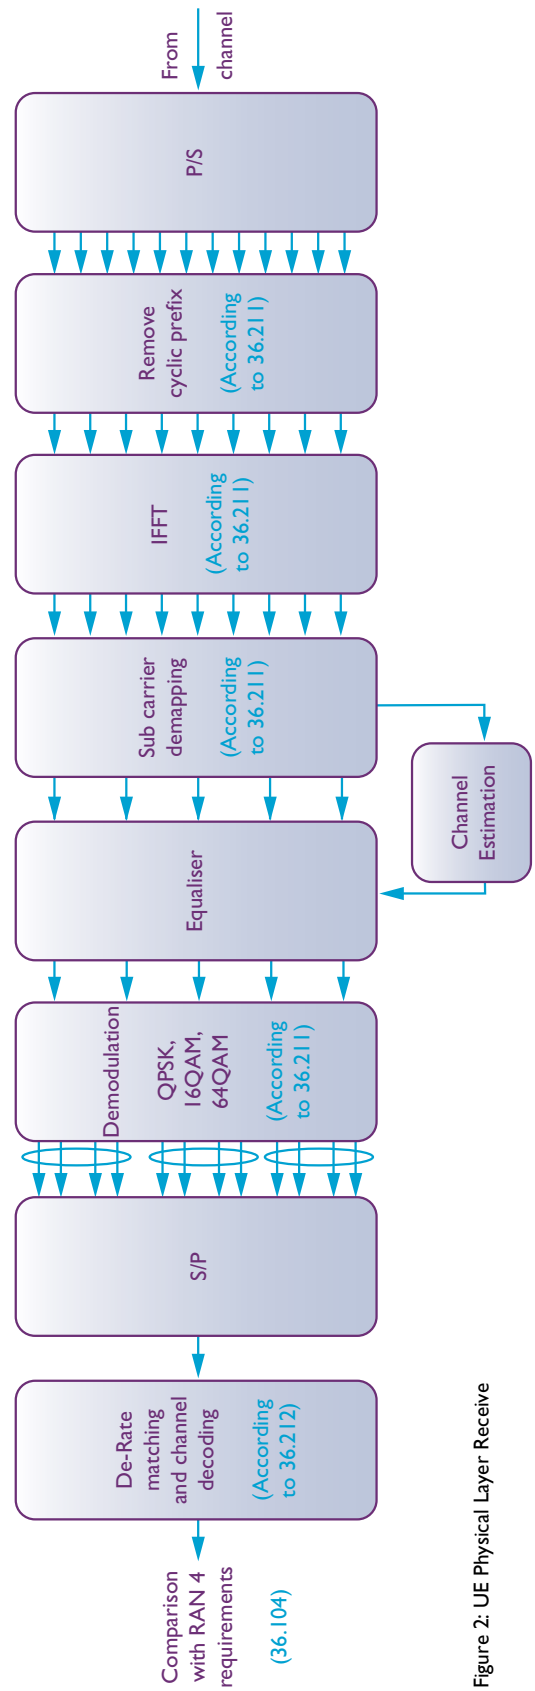 From
channel
P/S
Remove
cyclic prefix
(According
to 36.211)
IFFT
(According
to 36.211)
Sub carrier
demapping
(According
to 36.211)
Channel
Estimation
Equaliser
Demodulation
QPSK,
16QAM,
64QAM
(According
to 36.211)
S/P
De-Rate
matching
and channel
decoding
(According
to 36.212)
Comparison
with RAN 4
requirements
(36.104)
Figure 2: UE Physical Layer Receive